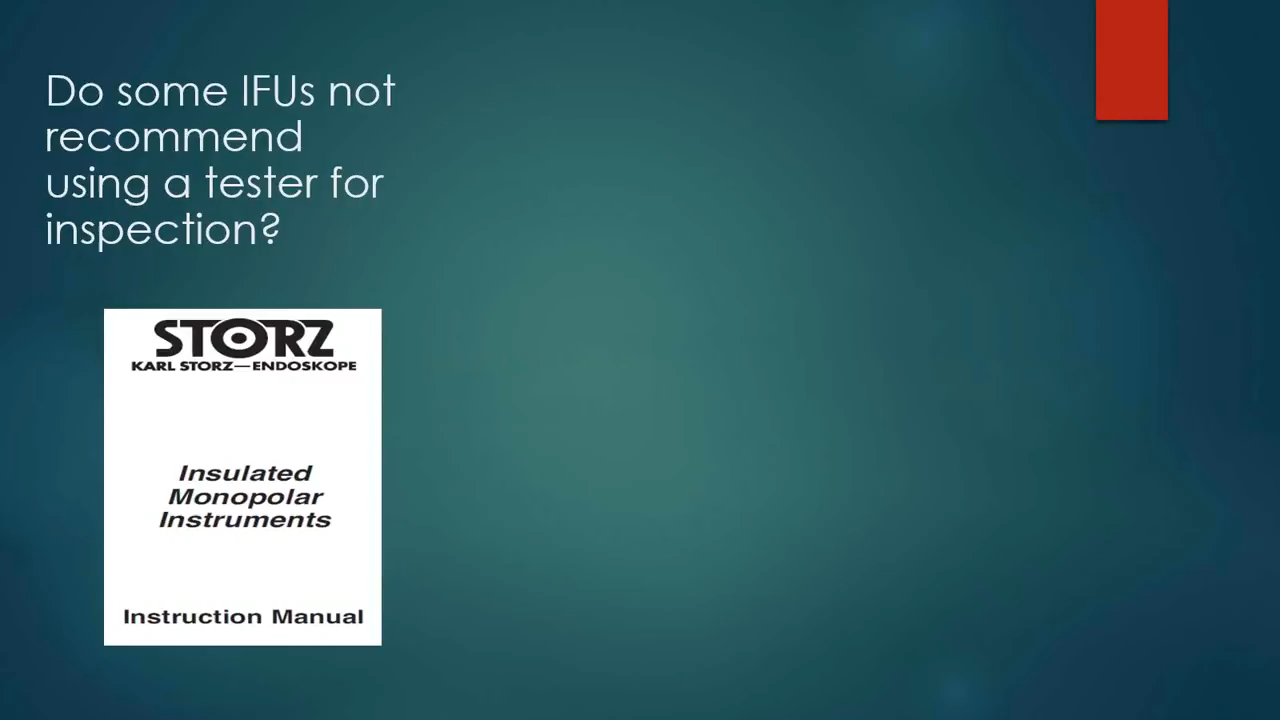 Do some IFUs not
recommend
using a tester for
inspection?
STORZ
KARL STORZ—ENDOSKOPE
Insulated
Monopolar
Instruments
Instruction Manual